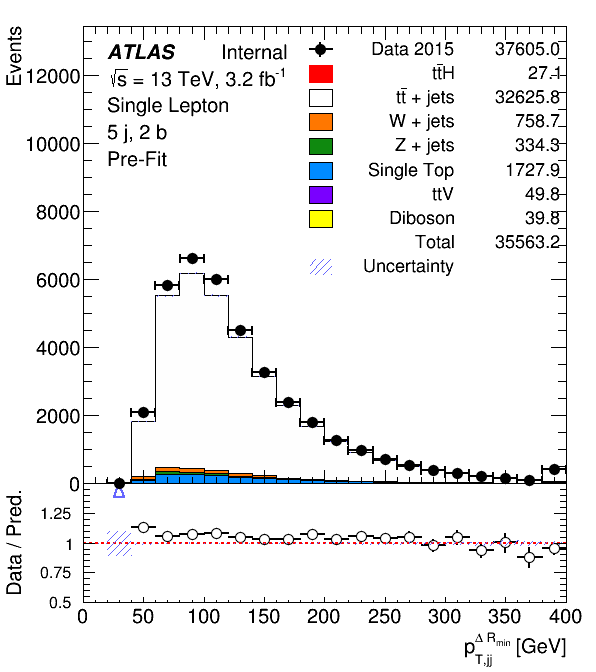 Events
ATLAS Internal
√s = 13 TeV, 3.2 fb⁻¹
Single Lepton
5 j, 2 b
Pre-Fit
Data 2015 37605.0
tt̄H 27.1
tt̄ + jets 32625.8
W + jets 758.7
Z + jets 334.3
Single Top 1727.9
ttV 49.8
Diboson 39.8
Total 35563.2
Uncertainty
12000
10000
8000
6000
4000
2000
0
Data / Pred.
1.25
1
0.75
0.5
0 50 100 150 200 250 300 350 400
p_{T,jj}^{Δ R_{min}} [GeV]